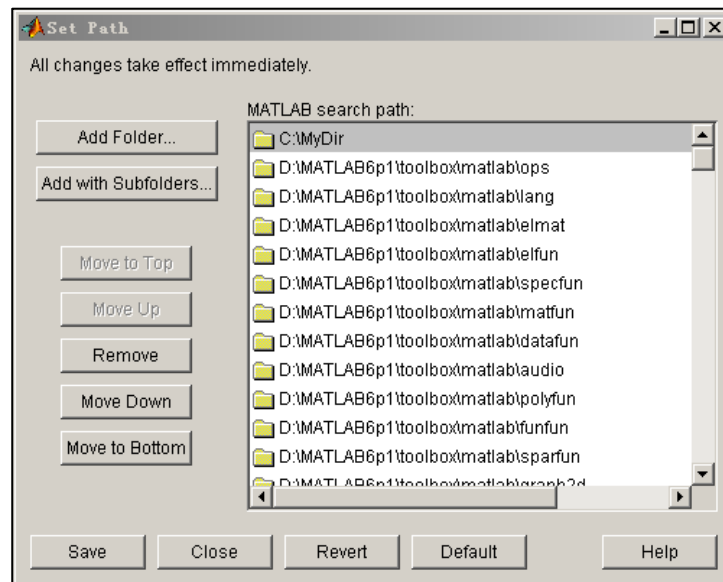 Set Path
All changes take effect immediately.
MATLAB search path:
Add Folder...
Add with Subfolders...
Move to Top
Move Up
Remove
Move Down
Move to Bottom
C:\MyDir
D:\MATLAB6p1\toolbox\matlab\ops
D:\MATLAB6p1\toolbox\matlab\lang
D:\MATLAB6p1\toolbox\matlab\elmat
D:\MATLAB6p1\toolbox\matlab\elfun
D:\MATLAB6p1\toolbox\matlab\specfun
D:\MATLAB6p1\toolbox\matlab\matfun
D:\MATLAB6p1\toolbox\matlab\datafun
D:\MATLAB6p1\toolbox\matlab\audio
D:\MATLAB6p1\toolbox\matlab\polyfun
D:\MATLAB6p1\toolbox\matlab\funfun
D:\MATLAB6p1\toolbox\matlab\sparfun
D:\MATLAB6p1\toolbox\matlab\graph2d
Save
Close
Revert
Default
Help